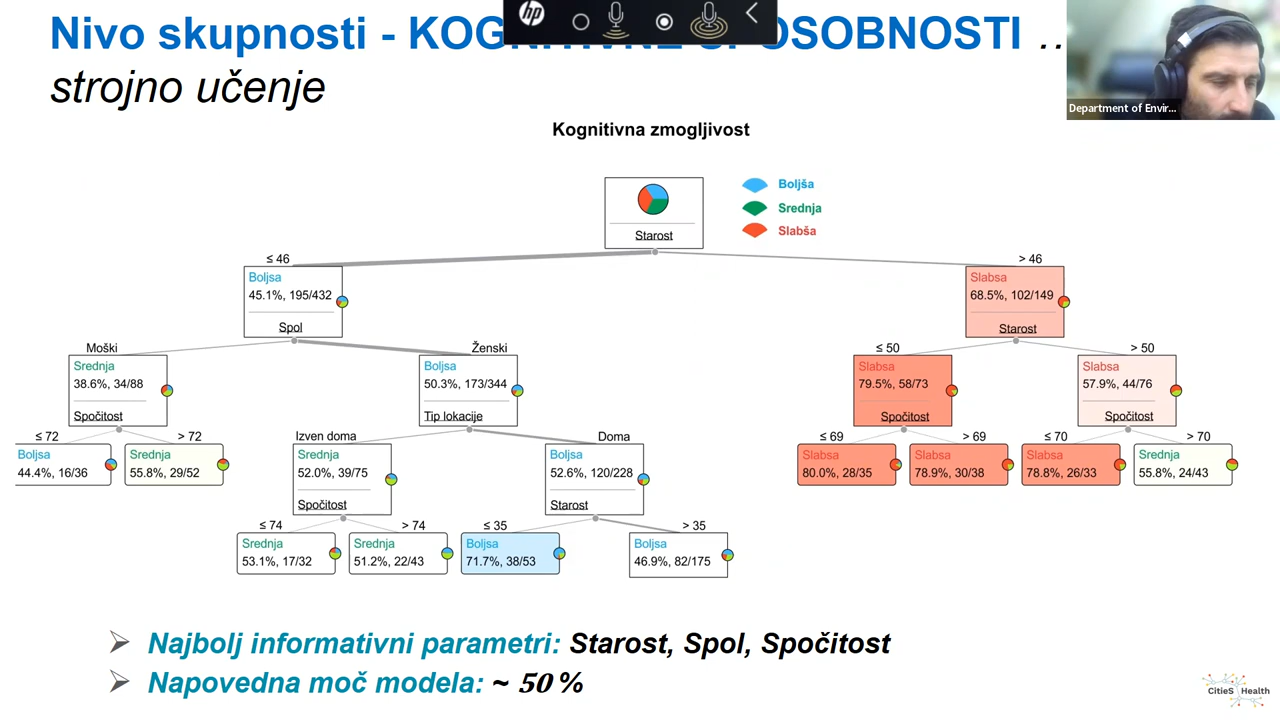 Nivo skupnosti - KOGNITIVNE SPOSOBNOSTI ..
strojno učenje
hp
Department of Envir...
Kognitivna zmogljivost
Boljša
Srednja
Slabša
Starost
≤ 46
> 46
Boljsa
45.1%, 195/432
Spol
Slabsa
68.5%, 102/149
Starost
Moški
Ženski
≤ 50
> 50
Srednja
38.6%, 34/88
Spočitost
Boljsa
50.3%, 173/344
Tip lokacije
Slabsa
79.5%, 58/73
Spočitost
Slabsa
57.9%, 44/76
Spočitost
≤ 72
> 72
Izven doma
Doma
≤ 69
> 69
≤ 70
> 70
Boljsa
44.4%, 16/36
Srednja
55.8%, 29/52
Srednja
52.0%, 39/75
Spočitost
Boljsa
52.6%, 120/228
Starost
Slabsa
80.0%, 28/35
Slabsa
78.9%, 30/38
Slabsa
78.8%, 26/33
Srednja
55.8%, 24/43
≤ 74
> 74
≤ 35
> 35
Srednja
53.1%, 17/32
Srednja
51.2%, 22/43
Boljsa
71.7%, 38/53
Boljsa
46.9%, 82/175
Najbolj informativni parametri: Starost, Spol, Spočitost
Napovedna moč modela: ~ 50 %
CitieS Health